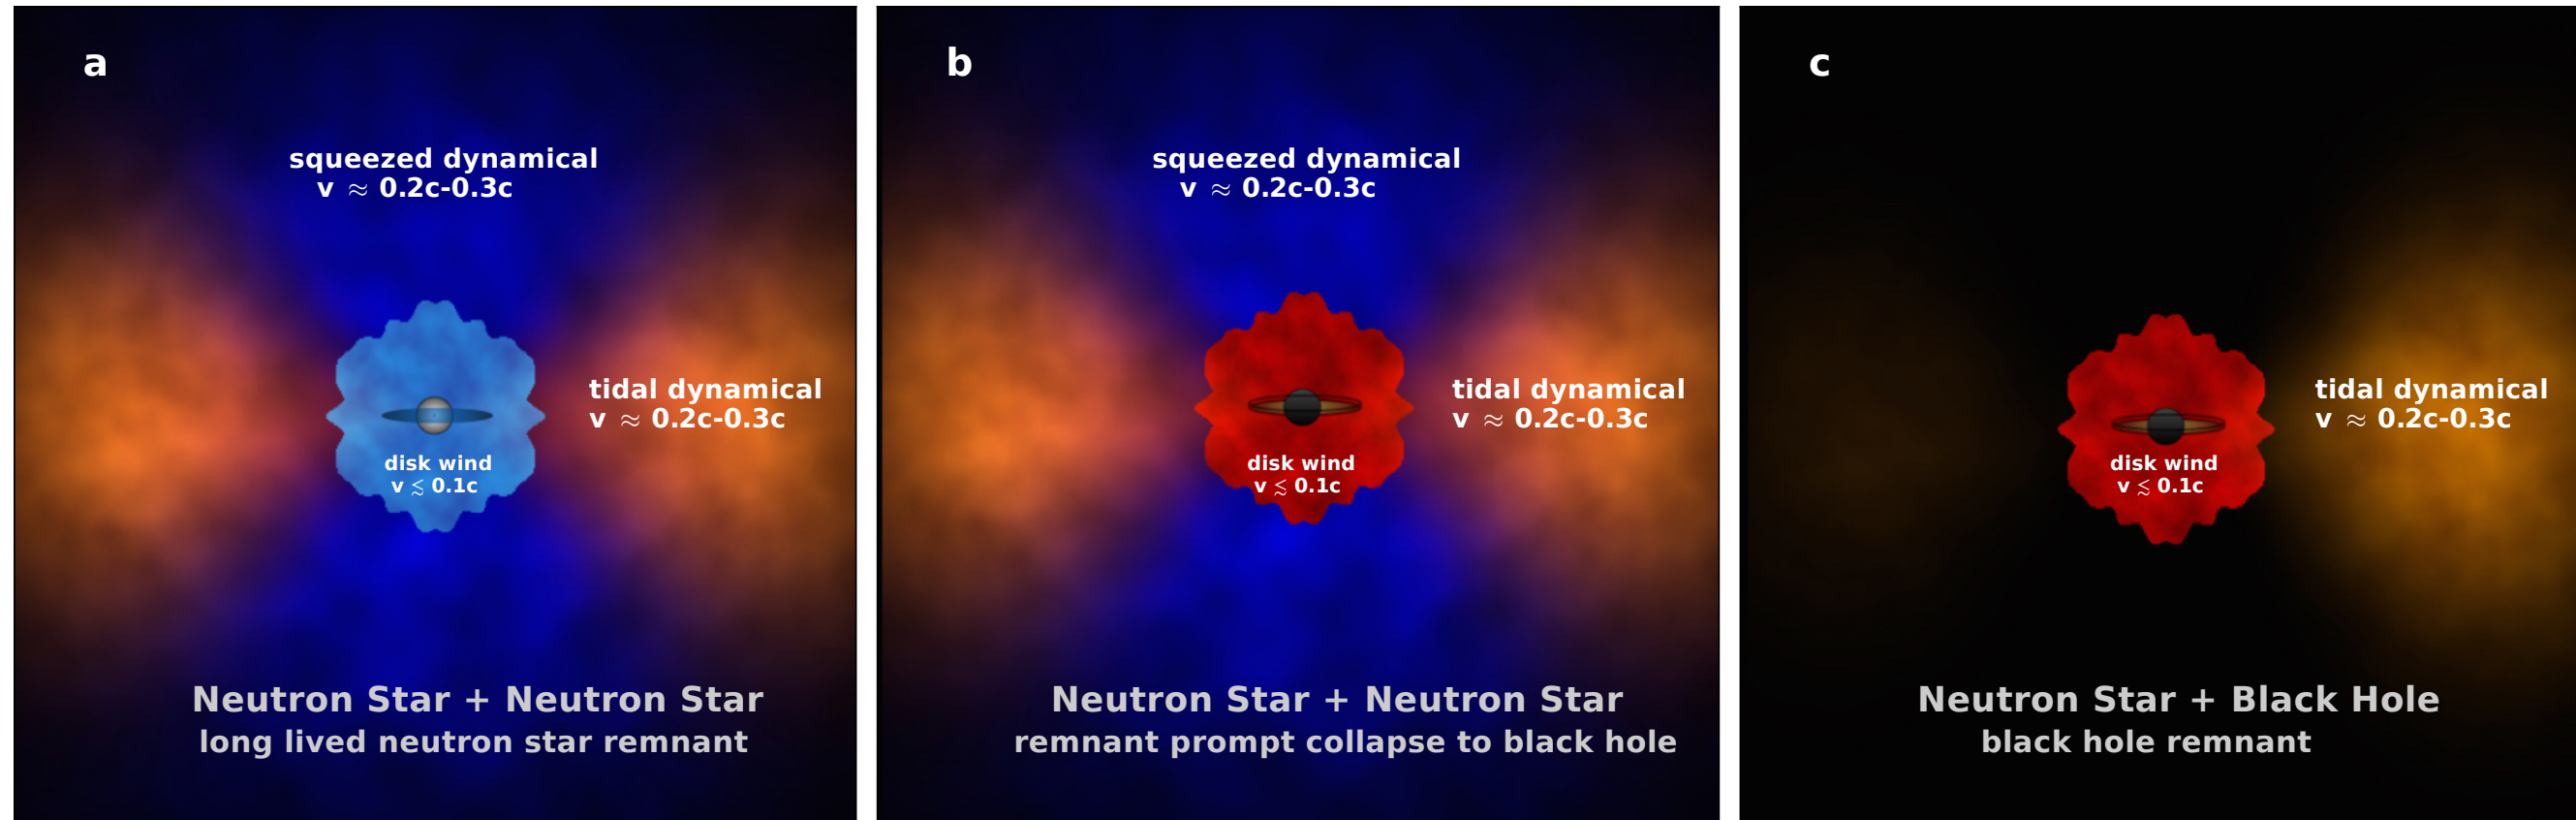 a
squeezed dynamical
v ≈ 0.2c-0.3c
tidal dynamical
v ≈ 0.2c-0.3c
disk wind
v ≲ 0.1c
Neutron Star + Neutron Star
long lived neutron star remnant
b
squeezed dynamical
v ≈ 0.2c-0.3c
tidal dynamical
v ≈ 0.2c-0.3c
disk wind
v ≲ 0.1c
Neutron Star + Neutron Star
remnant prompt collapse to black hole
c
tidal dynamical
v ≈ 0.2c-0.3c
disk wind
v ≲ 0.1c
Neutron Star + Black Hole
black hole remnant